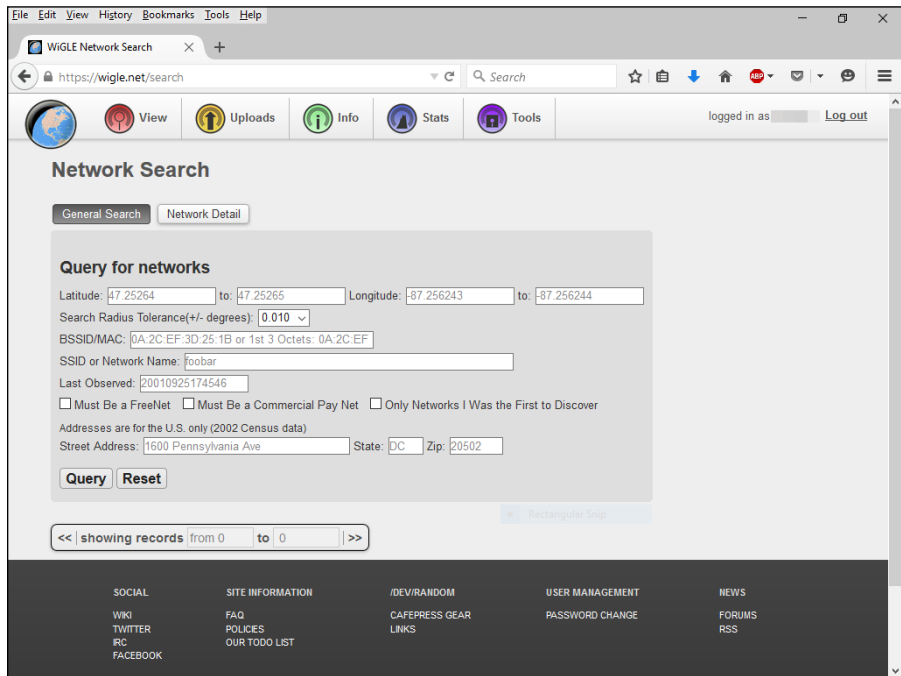 File Edit View History Bookmarks Tools Help
WiGLE Network Search
https://wigle.net/search Search ABP
View Uploads Info Stats Tools logged in as Log out
Network Search
General Search Network Detail
Query for networks
Latitude: 47.25264 to: 47.25265 Longitude: -87.256243 to: -87.256244
Search Radius Tolerance(+/- degrees): 0.010
BSSID/MAC: 0A:2C:EF:3D:25:1B or 1st 3 Octets: 0A:2C:EF
SSID or Network Name: foobar
Last Observed: 20010925174546
Must Be a FreeNet Must Be a Commercial Pay Net Only Networks I Was the First to Discover
Addresses are for the U.S. only (2002 Census data)
Street Address: 1600 Pennsylvania Ave State: DC Zip: 20502
Query Reset
Rectangular Snip
<< showing records from 0 to 0 >>
SOCIAL SITE INFORMATION /DEV/RANDOM USER MANAGEMENT NEWS
WIKI FAQ CAFEPRESS GEAR PASSWORD CHANGE FORUMS
TWITTER POLICIES LINKS RSS
IRC OUR TODO LIST
FACEBOOK